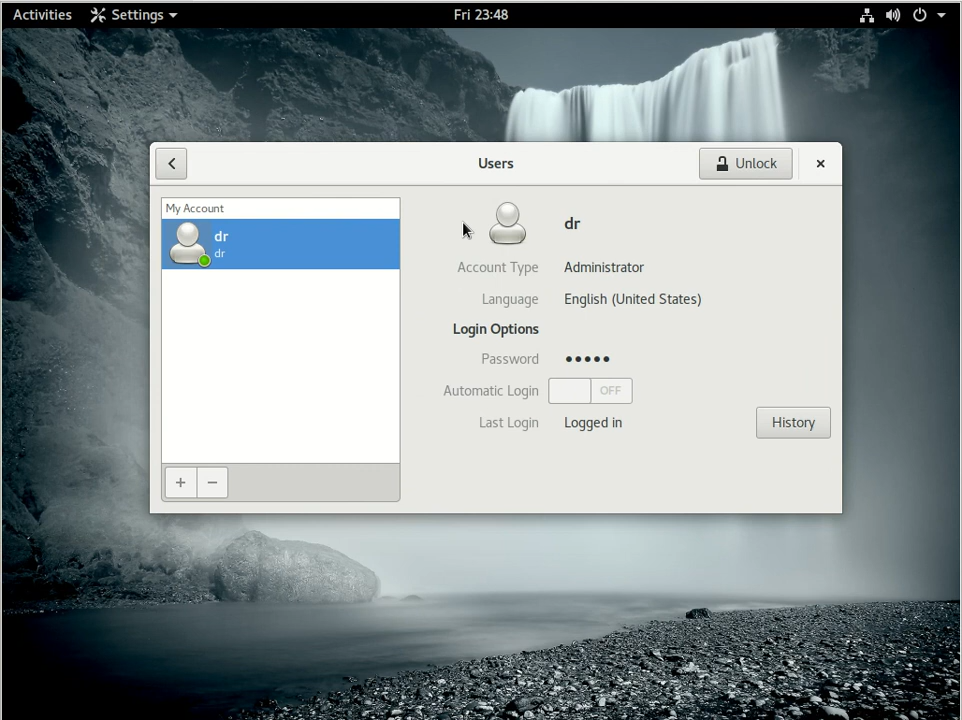 Activities Settings Fri 23:48
Users Unlock
My Account
dr
dr
dr
Account Type Administrator
Language English (United States)
Login Options
Password •••••
Automatic Login OFF
Last Login Logged in History